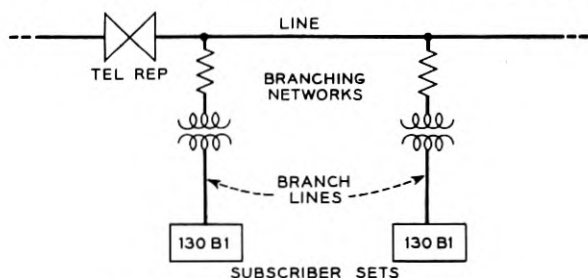 LINE
TEL REP
BRANCHING
NETWORKS
BRANCH
LINES
130 B1
130 B1
SUBSCRIBER SETS